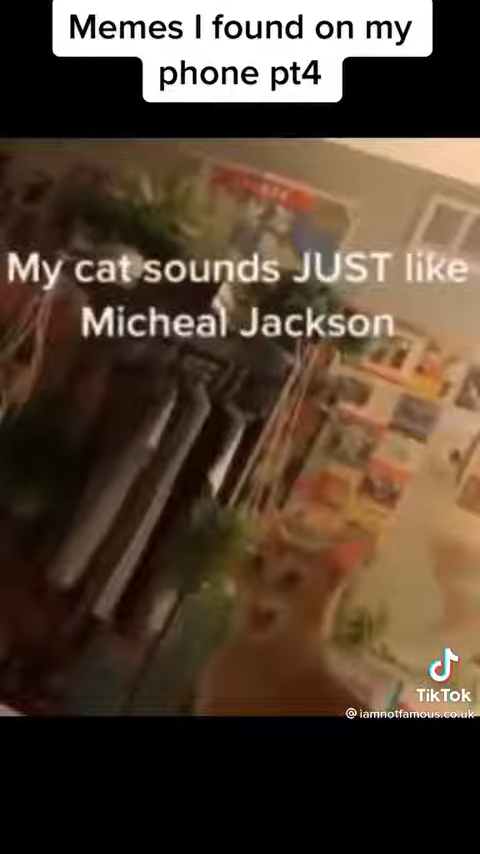 Memes I found on my
phone pt4
My cat sounds JUST like
Micheal Jackson
TikTok
@iamnotfamous.co.uk